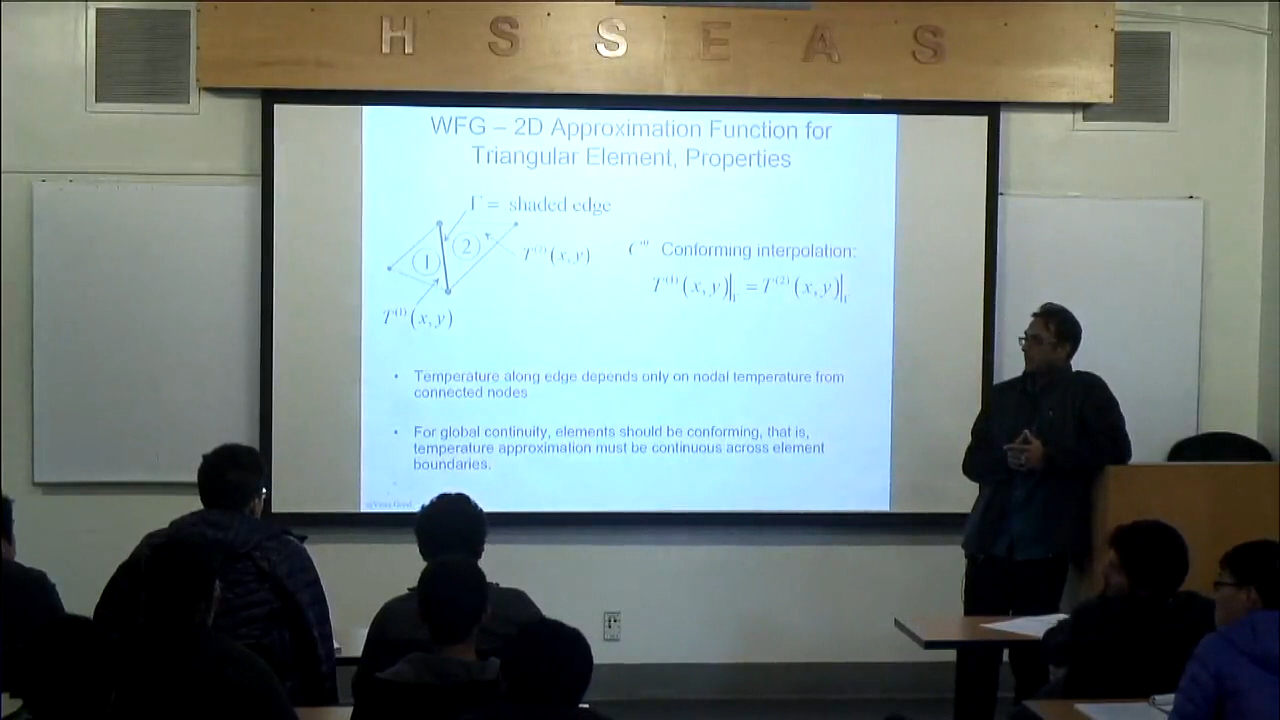 H S S E A S
WFG – 2D Approximation Function for
Triangular Element, Properties
Γ = shaded edge
1
2
T⁽²⁾(x, y)
T⁽¹⁾(x, y)
C⁽⁰⁾ Conforming interpolation:
T⁽¹⁾(x, y)|Γ = T⁽²⁾(x, y)|Γ
• Temperature along edge depends only on nodal temperature from
connected nodes
• For global continuity, elements should be conforming, that is,
temperature approximation must be continuous across element
boundaries.